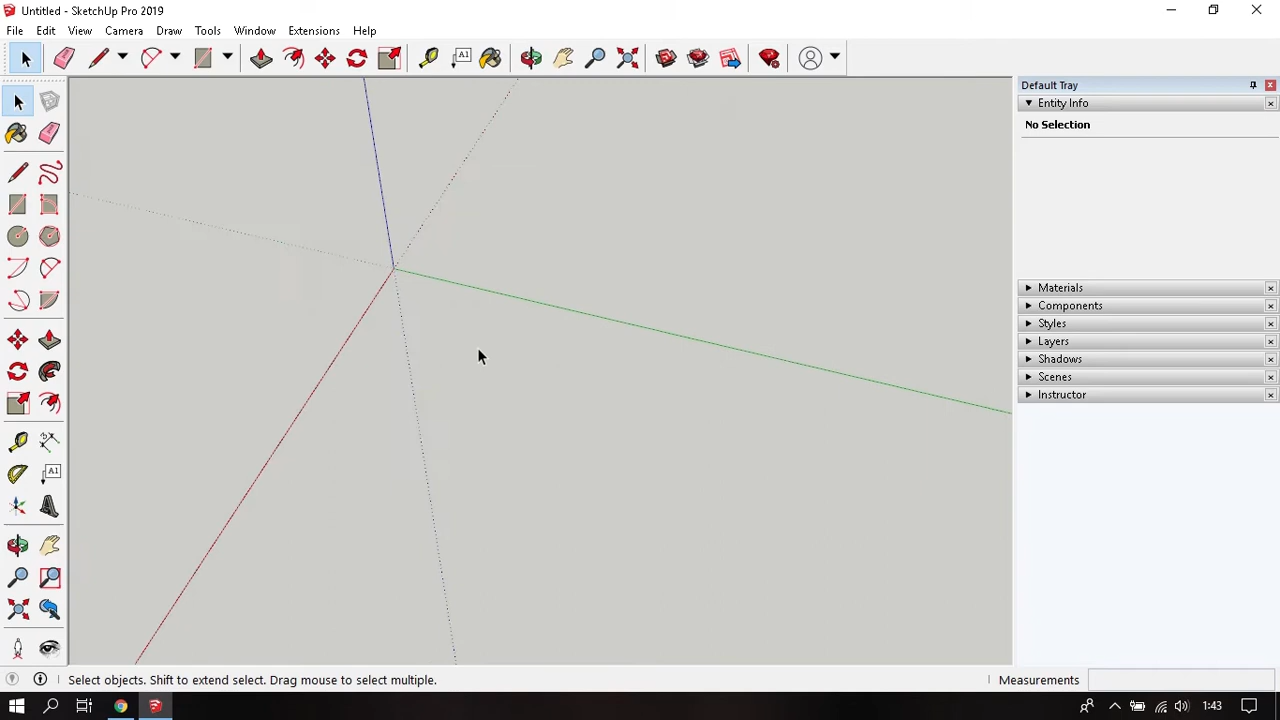 Untitled - SketchUp Pro 2019
File Edit View Camera Draw Tools Window Extensions Help
A1
Default Tray
Entity Info
No Selection
Materials
Components
Styles
Layers
Shadows
Scenes
Instructor
A1
Select objects. Shift to extend select. Drag mouse to select multiple.
Measurements
1:43